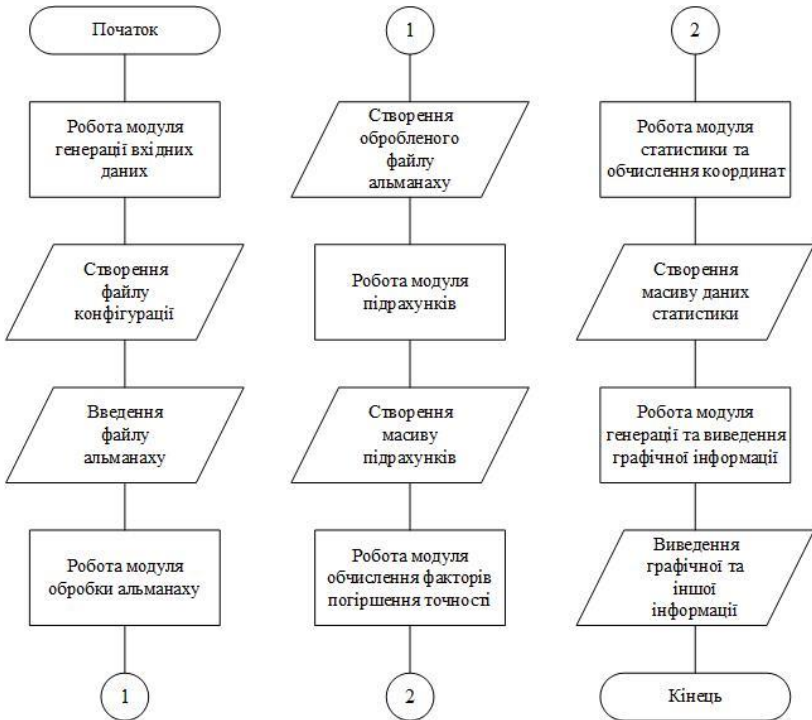 Початок
Робота модуля
генерації вхідних
даних
Створення
файлу
конфігурації
Введення
файлу
альманаху
Робота модуля
обробки альманаху
1
1
Створення
обробленого
файлу
альманаху
Робота модуля
підрахунків
Створення
масиву
підрахунків
Робота модуля
обчислення факторів
погіршення точності
2
2
Робота модуля
статистики та
обчислення координат
Створення
масиву даних
статистики
Робота модуля
генерації та виведення
графічної інформації
Виведення
графічної та
іншої
інформації
Кінець